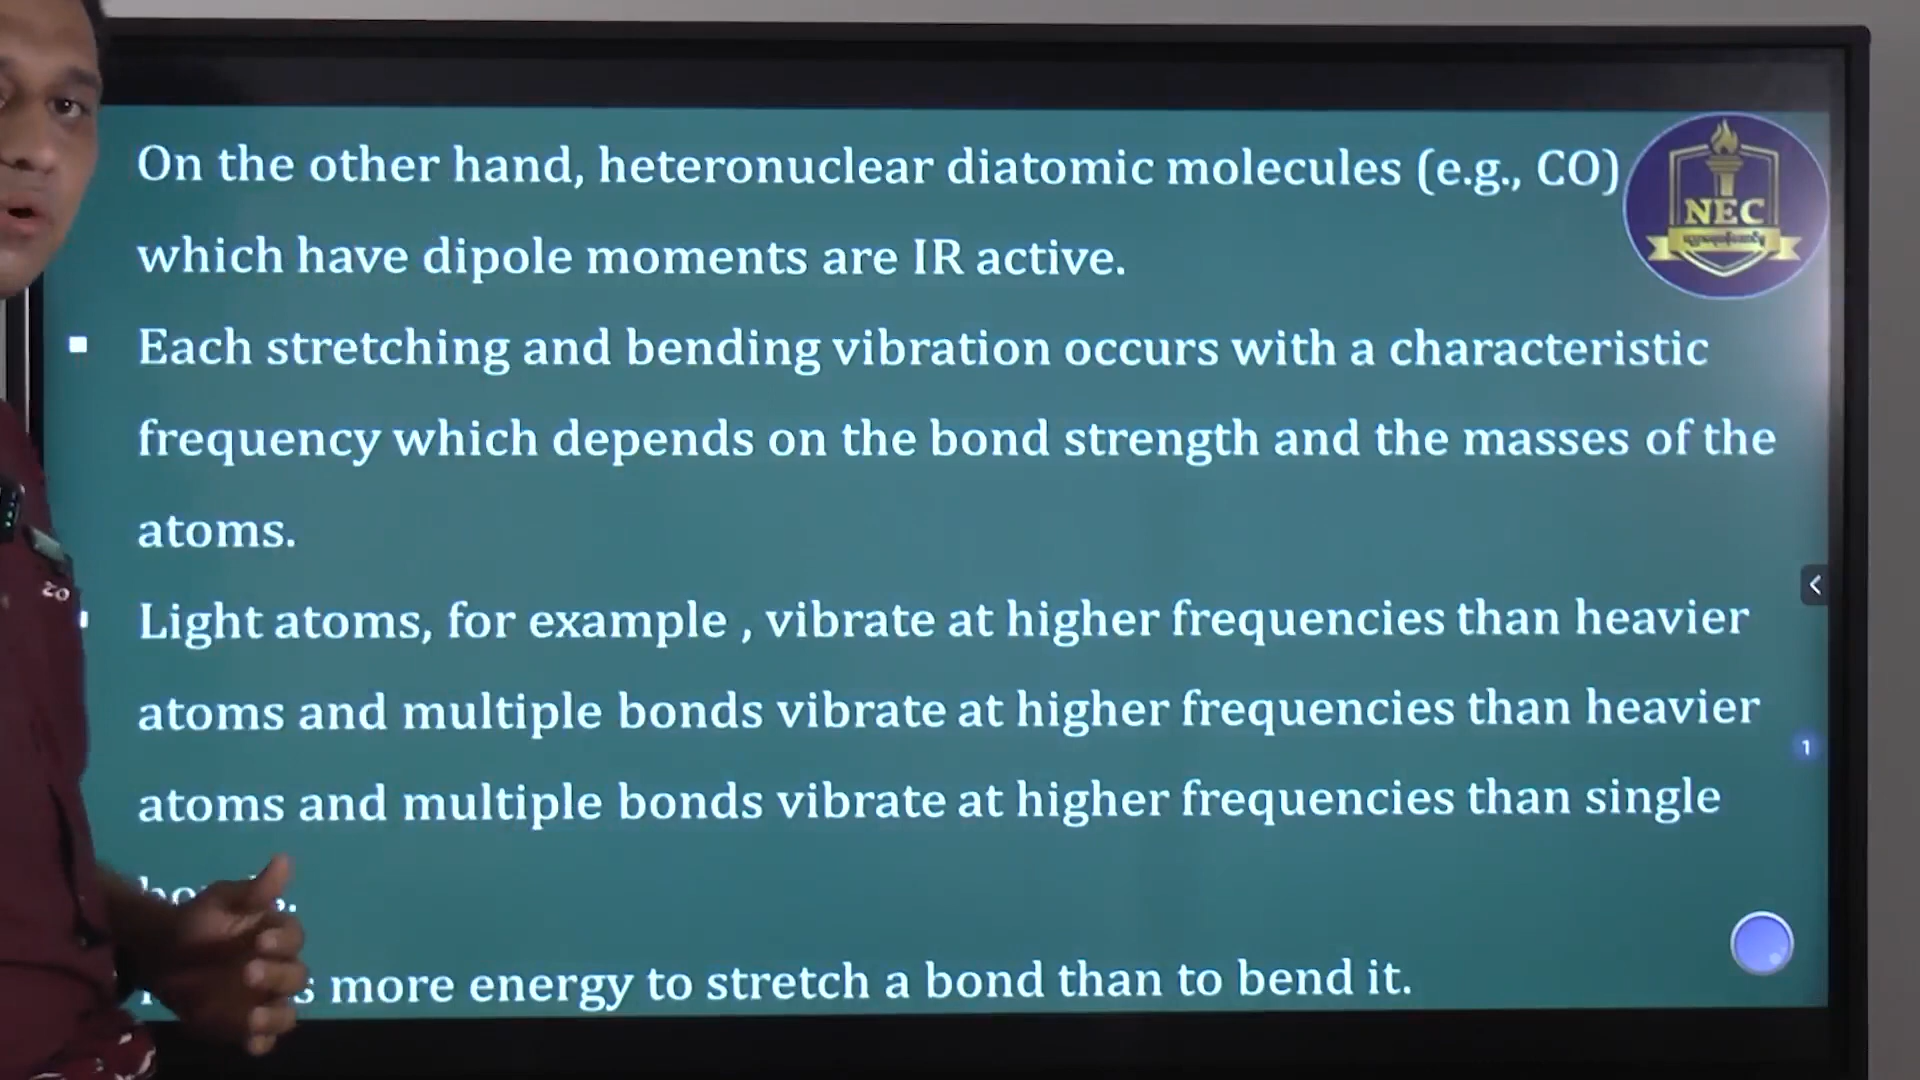 On the other hand, heteronuclear diatomic molecules (e.g., CO)
NEC
which have dipole moments are IR active.
▪ Each stretching and bending vibration occurs with a characteristic
frequency which depends on the bond strength and the masses of the
atoms.
Light atoms, for example , vibrate at higher frequencies than heavier
atoms and multiple bonds vibrate at higher frequencies than heavier
1
atoms and multiple bonds vibrate at higher frequencies than single
more energy to stretch a bond than to bend it.